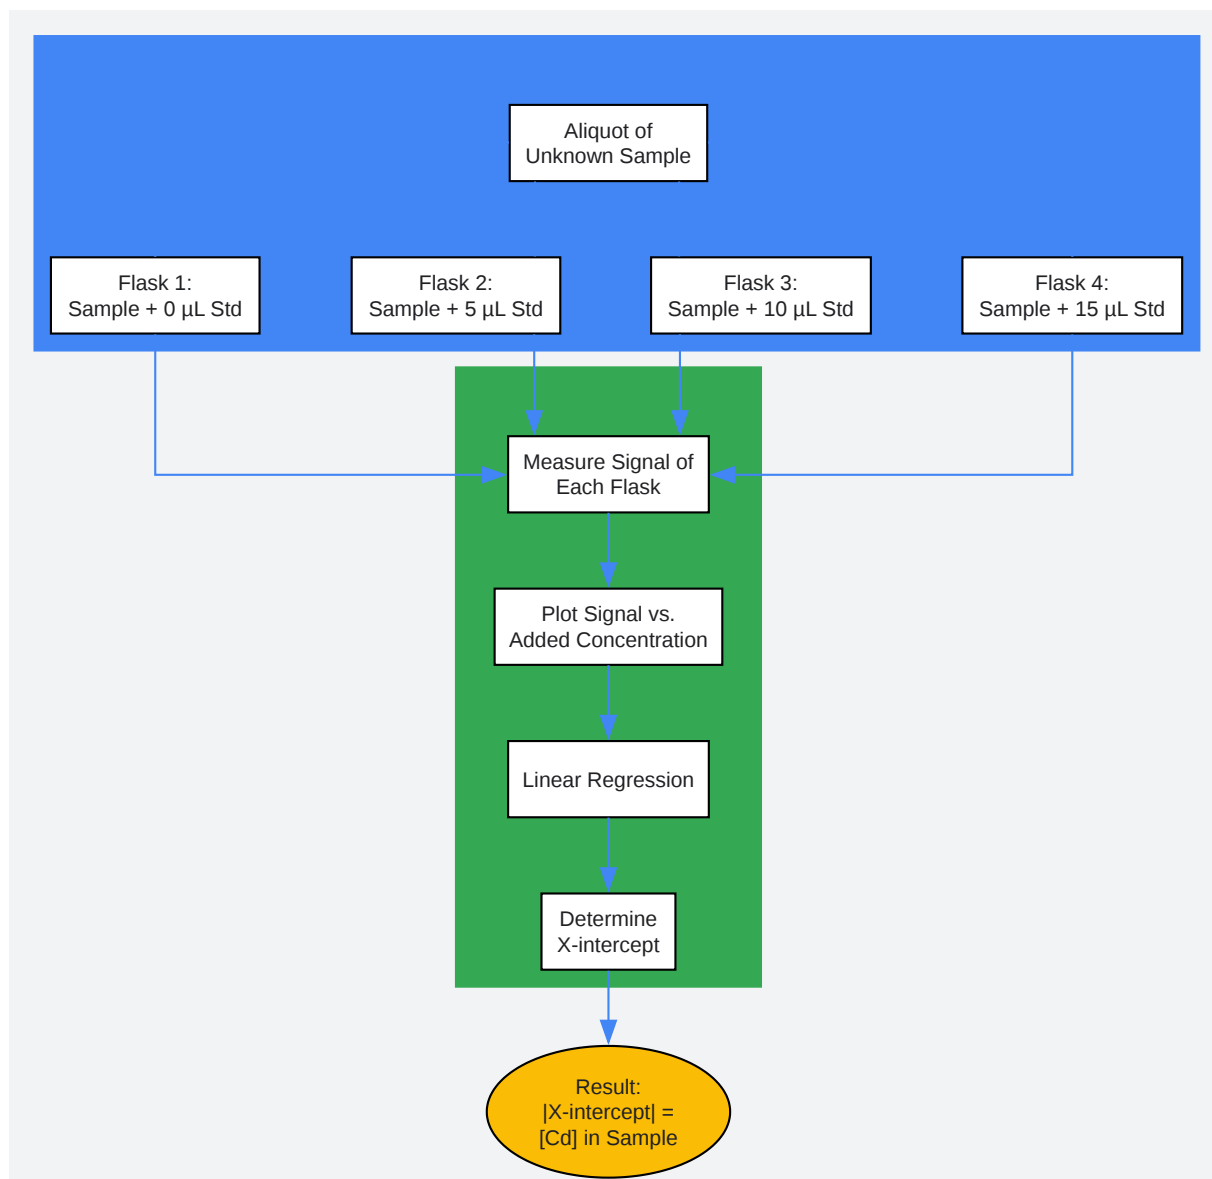 Aliquot of
Unknown Sample
Flask 1:
Sample + 0 µL Std
Flask 2:
Sample + 5 µL Std
Flask 3:
Sample + 10 µL Std
Flask 4:
Sample + 15 µL Std
Measure Signal of
Each Flask
Plot Signal vs.
Added Concentration
Linear Regression
Determine
X-intercept
Result:
|X-intercept| =
[Cd] in Sample